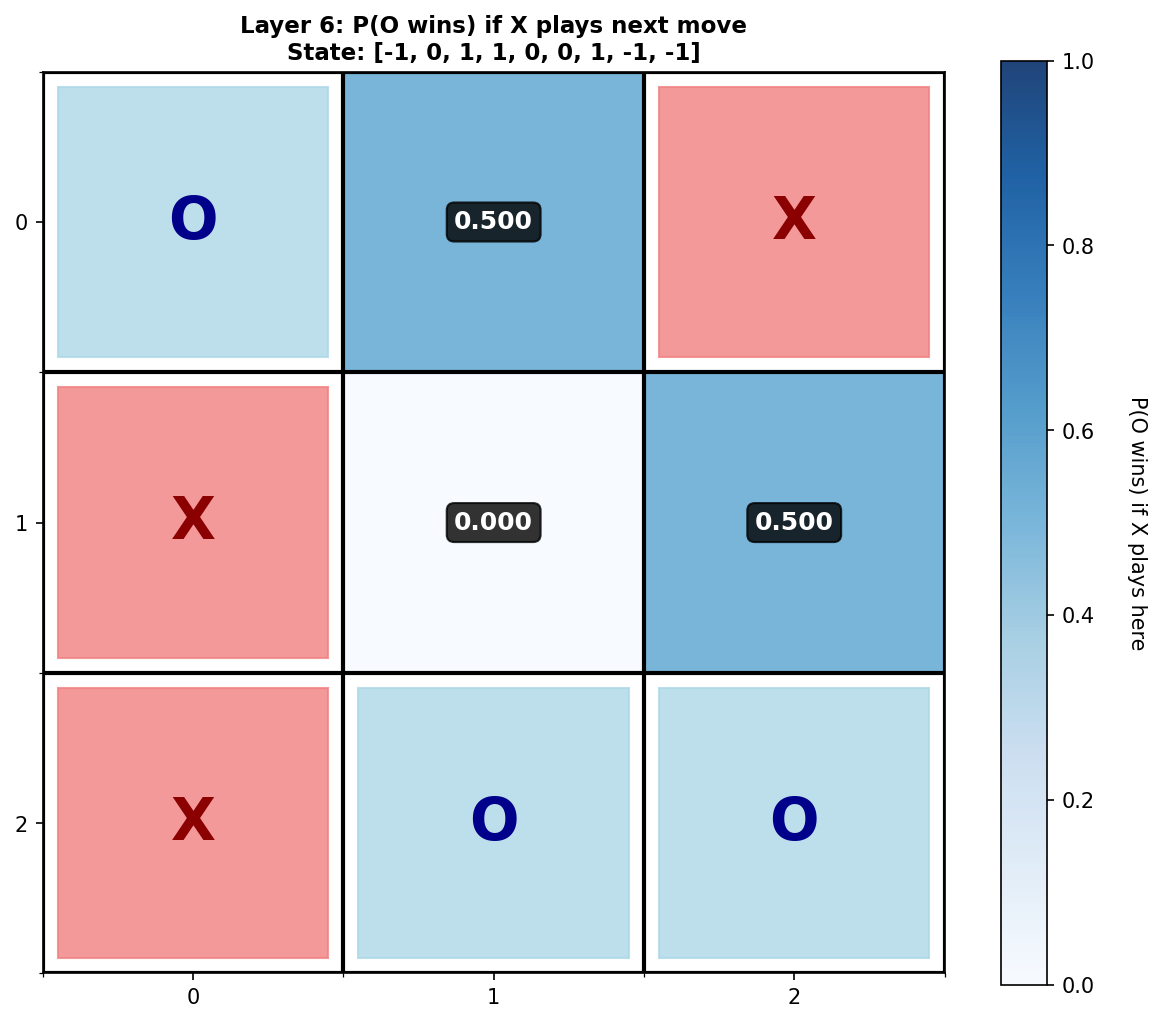 Layer 6: P(O wins) if X plays next move
State: [-1, 0, 1, 1, 0, 0, 1, -1, -1]
0
O
0.500
X
1
X
0.000
0.500
2
X
O
O
0
1
2
1.0
0.8
0.6
0.4
0.2
0.0
P(O wins) if X plays here